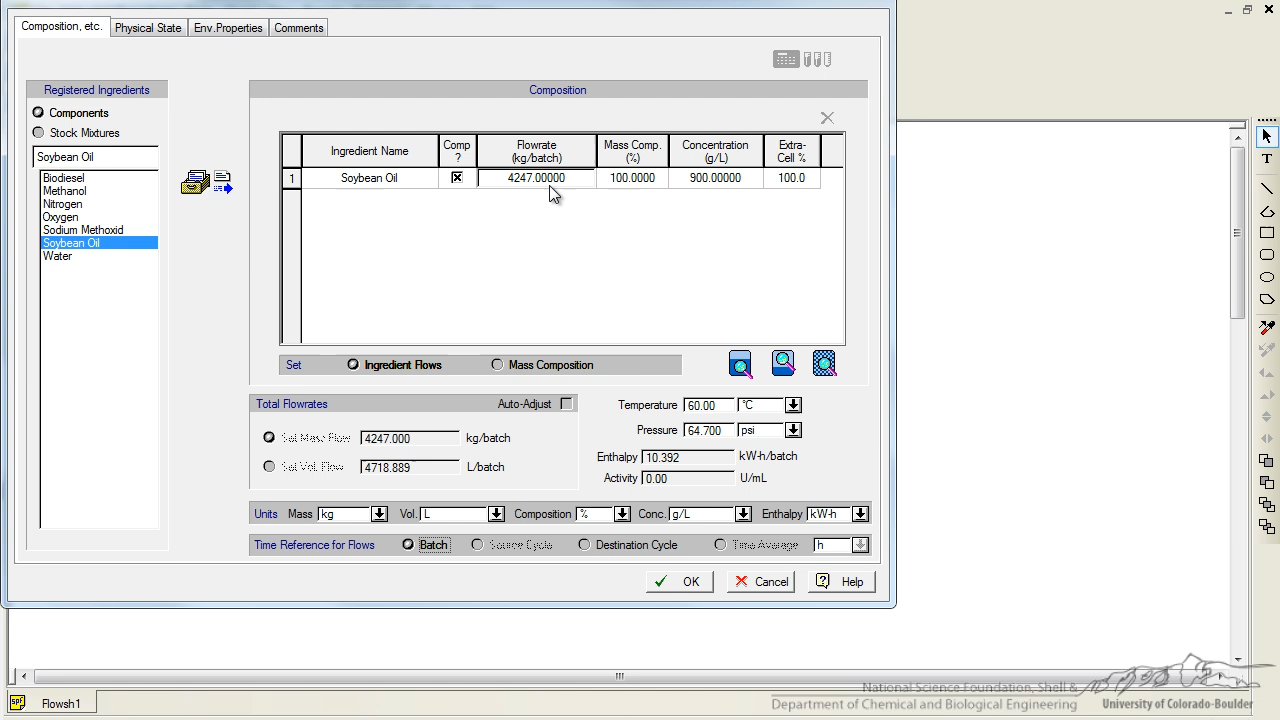 Composition, etc. Physical State Env.Properties Comments
Registered Ingredients
Components
Stock Mixtures
Soybean Oil
Biodiesel
Methanol
Nitrogen
Oxygen
Sodium Methoxid
Soybean Oil
Water
Composition
Ingredient Name Comp ? Flowrate (kg/batch) Mass Comp. (%) Concentration (g/L) Extra-Cell %
1 Soybean Oil 4247.00000 100.0000 900.00000 100.0
Set Ingredient Flows Mass Composition
Total Flowrates Auto-Adjust
Tot.Mass Flow 4247.000 kg/batch
Tot.Vol. Flow 4718.889 L/batch
Temperature 60.00 °C
Pressure 64.700 psi
Enthalpy 10.392 kW-h/batch
Activity 0.00 U/mL
Units Mass kg Vol. L Composition % Conc. g/L Enthalpy kW-h
Time Reference for Flows Batch Source Cycle Destination Cycle Time Average h
OK Cancel Help
T
Flowsh1
National Science Foundation, Shell &
Department of Chemical and Biological Engineering
University of Colorado-Boulder